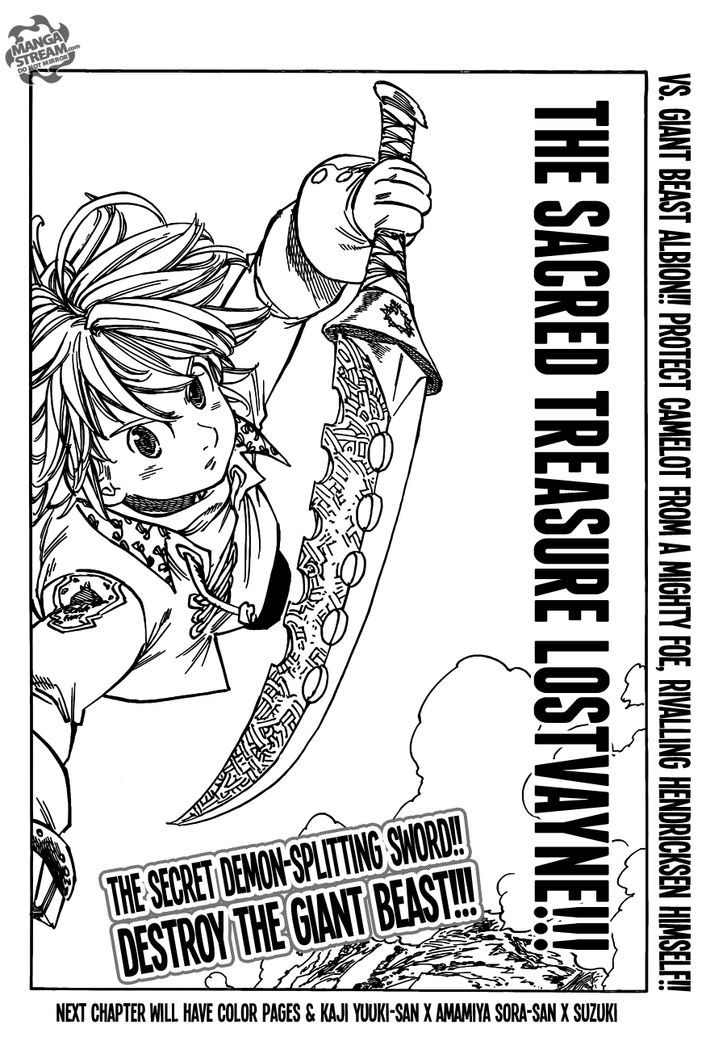 MANGA
STREAM.com
DO NOT MIRROR
VS. GIANT BEAST ALBION!! PROTECT CAMELOT FROM A MIGHTY FOE, RIVALLING HENDRICKSEN HIMSELF!!
THE SACRED TREASURE LOSTVAYNE!!!
THE SECRET DEMON-SPLITTING SWORD!!
DESTROY THE GIANT BEAST!!!
NEXT CHAPTER WILL HAVE COLOR PAGES & KAJI YUUKI-SAN X AMAMIYA SORA-SAN X SUZUKI